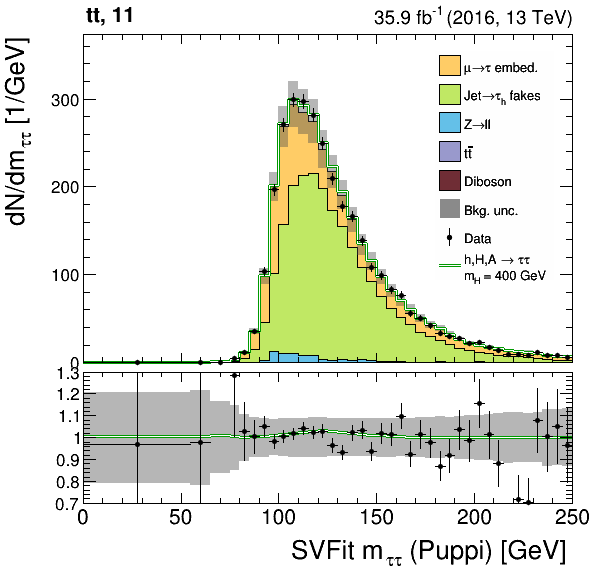 tt, 11
35.9 fb⁻¹ (2016, 13 TeV)
dN/dm_ττ [1/GeV]
300
200
100
0
μ→τ embed.
Jet→τ_h fakes
Z→ll
tt̅
Diboson
Bkg. unc.
Data
h,H,A → ττ
m_H = 400 GeV
1.3
1.2
1.1
1
0.9
0.8
0.7
0 50 100 150 200 250
SVFit m_ττ (Puppi) [GeV]